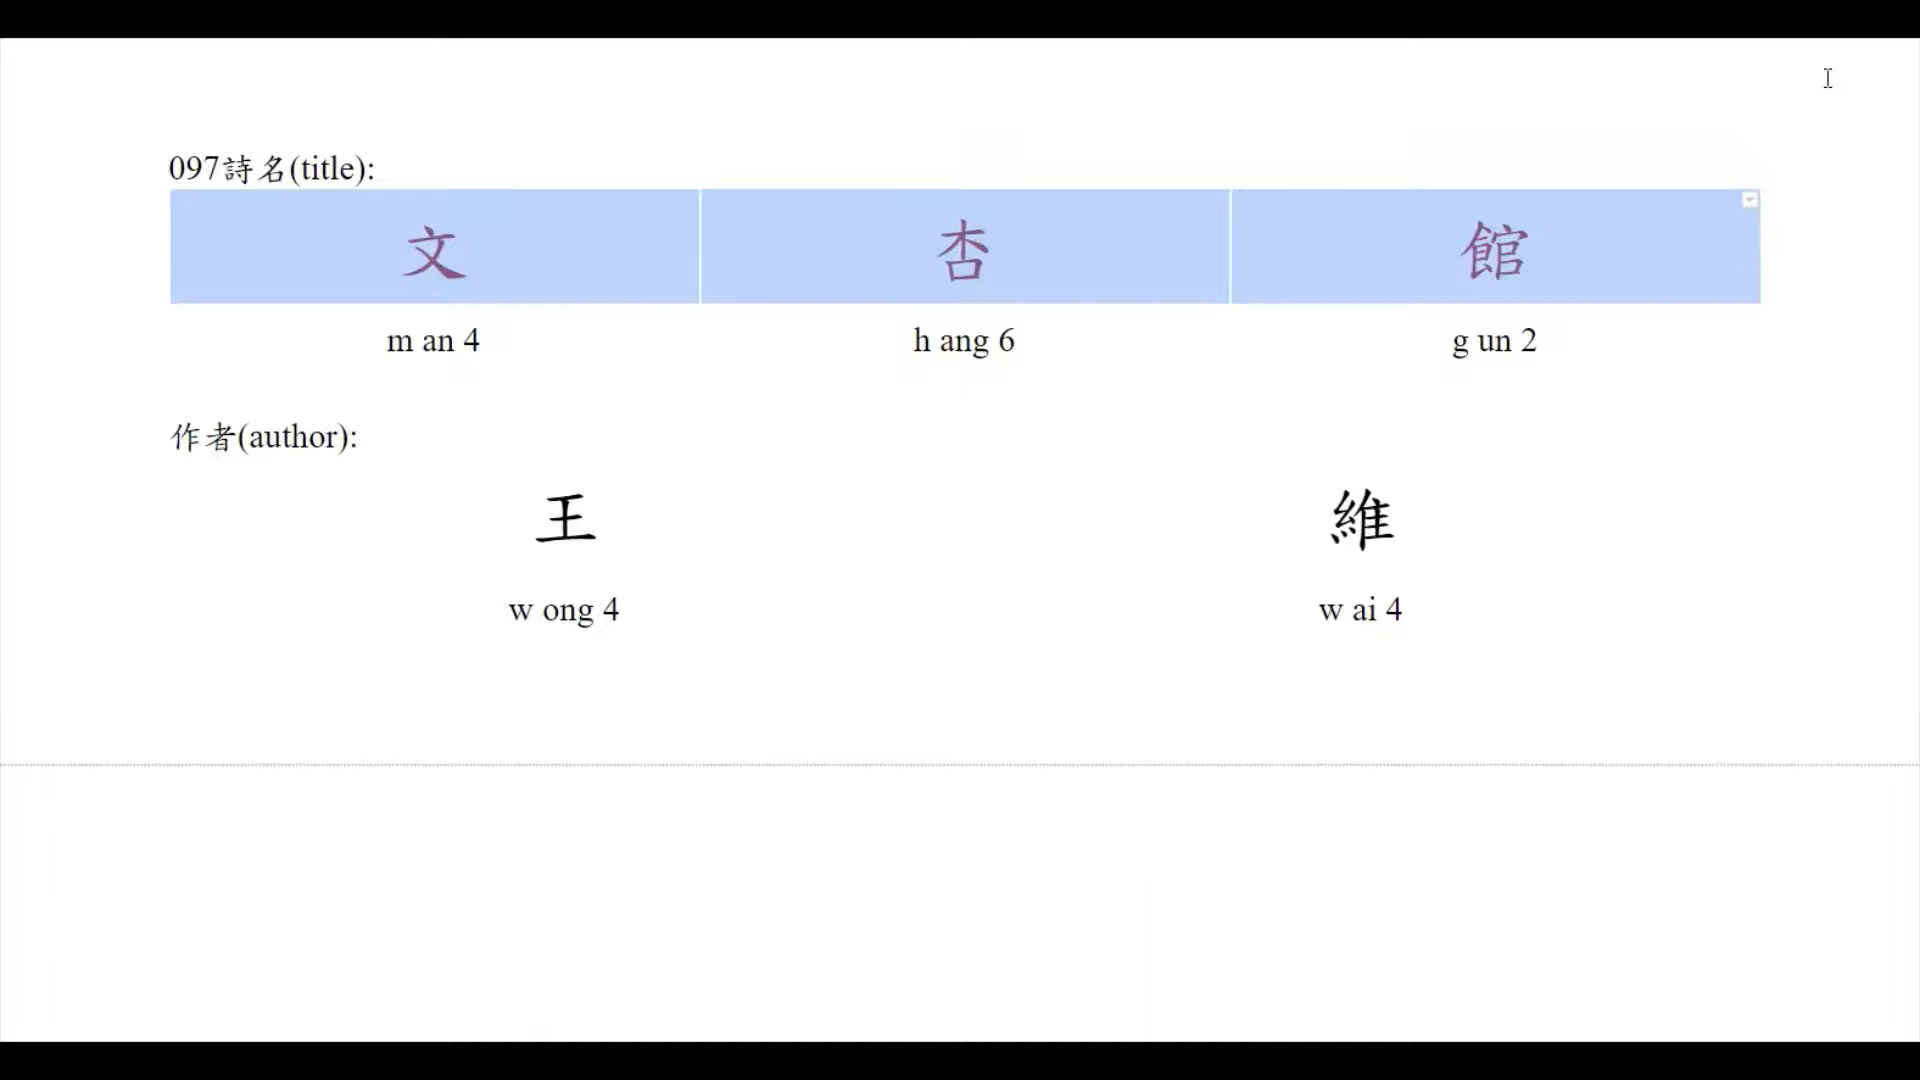 097詩名(title):
文 杏 館
m an 4 h ang 6 g un 2
作者(author):
王 維
w ong 4 w ai 4